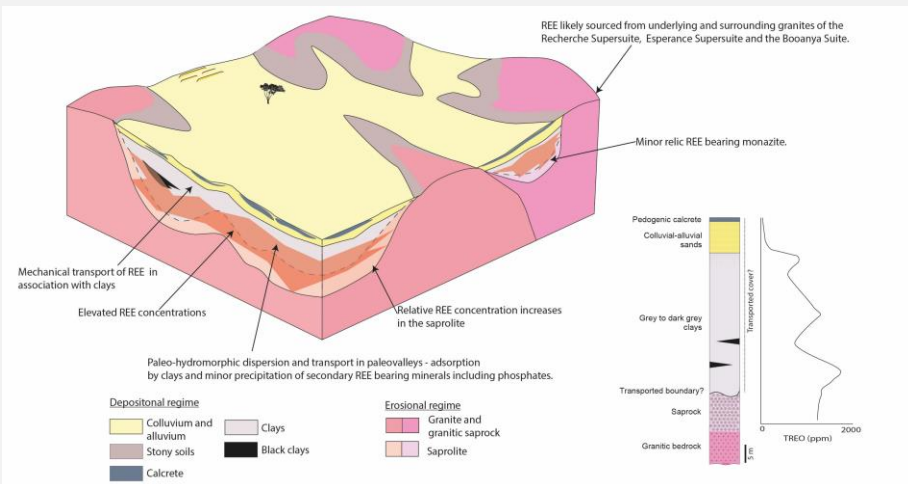 REE likely sourced from underlying and surrounding granites of the
Recherche Supersuite, Esperance Supersuite and the Booanya Suite.
Minor relic REE bearing monazite.
Mechanical transport of REE in
association with clays
Elevated REE concentrations
Relative REE concentration increases
in the saprolite
Paleo-hydromorphic dispersion and transport in paleovalleys - adsorption
by clays and minor precipitation of secondary REE bearing minerals including phosphates.
Depositonal regime
Colluvium and
alluvium
Stony soils
Calcrete
Clays
Black clays
Erosional regime
Granite and
granitic saprock
Saprolite
Pedogenic calcrete
Colluvial-alluvial
sands
Grey to dark grey
clays
Transported boundary?
Saprock
Granitic bedrock
Transported cover?
5 m
0
2000
TREO (ppm)